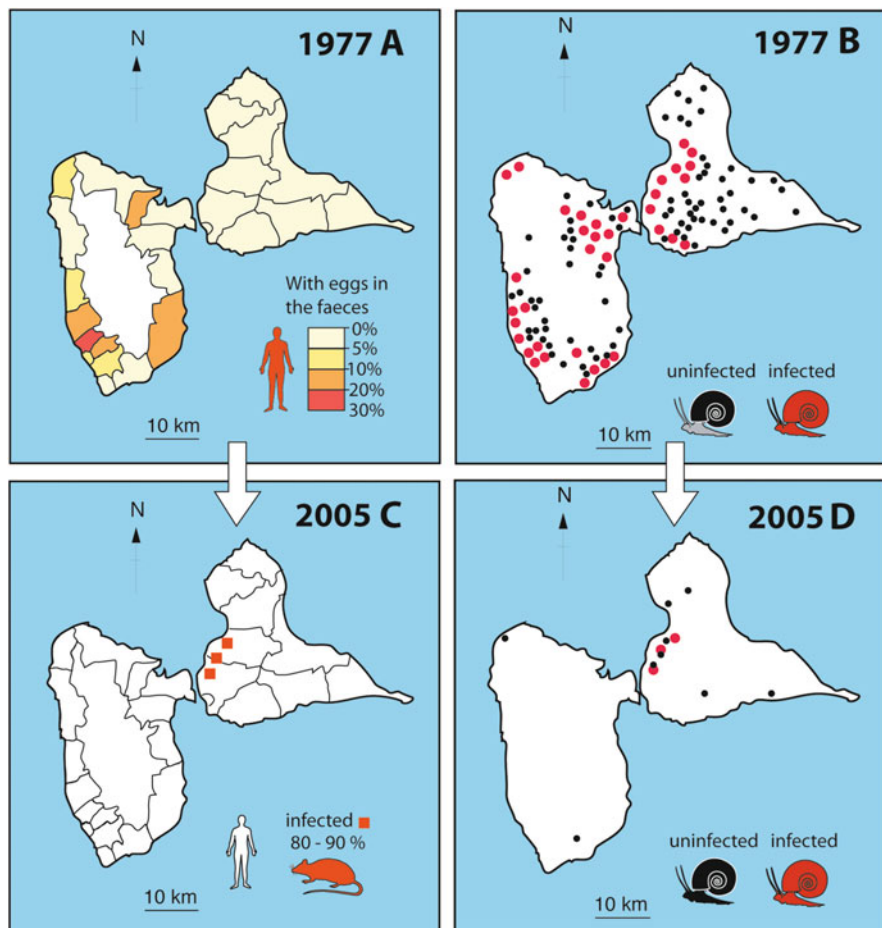 N
1977 A
With eggs in
the faeces
0%
5%
10%
20%
30%
10 km
N
1977 B
uninfected infected
10 km
N
2005 C
infected
80 - 90 %
10 km
N
2005 D
uninfected infected
10 km